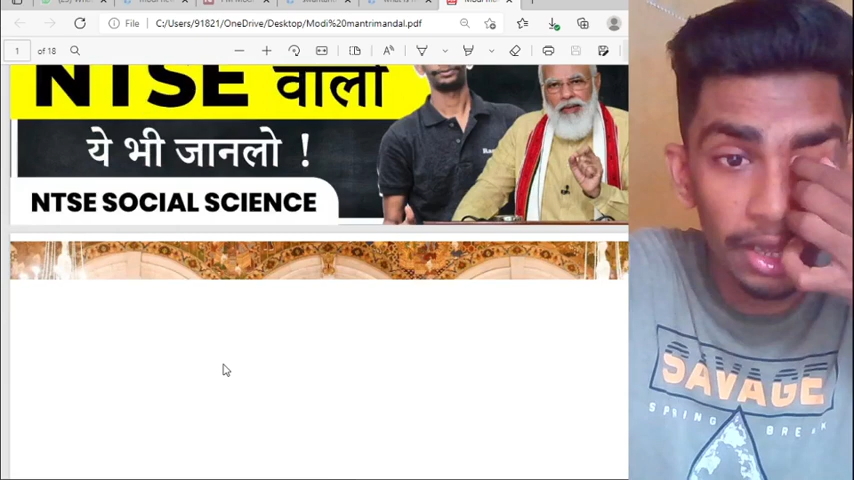 File
C:/Users/91821/OneDrive/Desktop/Modi%20mantrimandal.pdf
1 of 18
NTSE वालों
ये भी जानलो !
NTSE SOCIAL SCIENCE
SAVAGE
SPRING BREAK